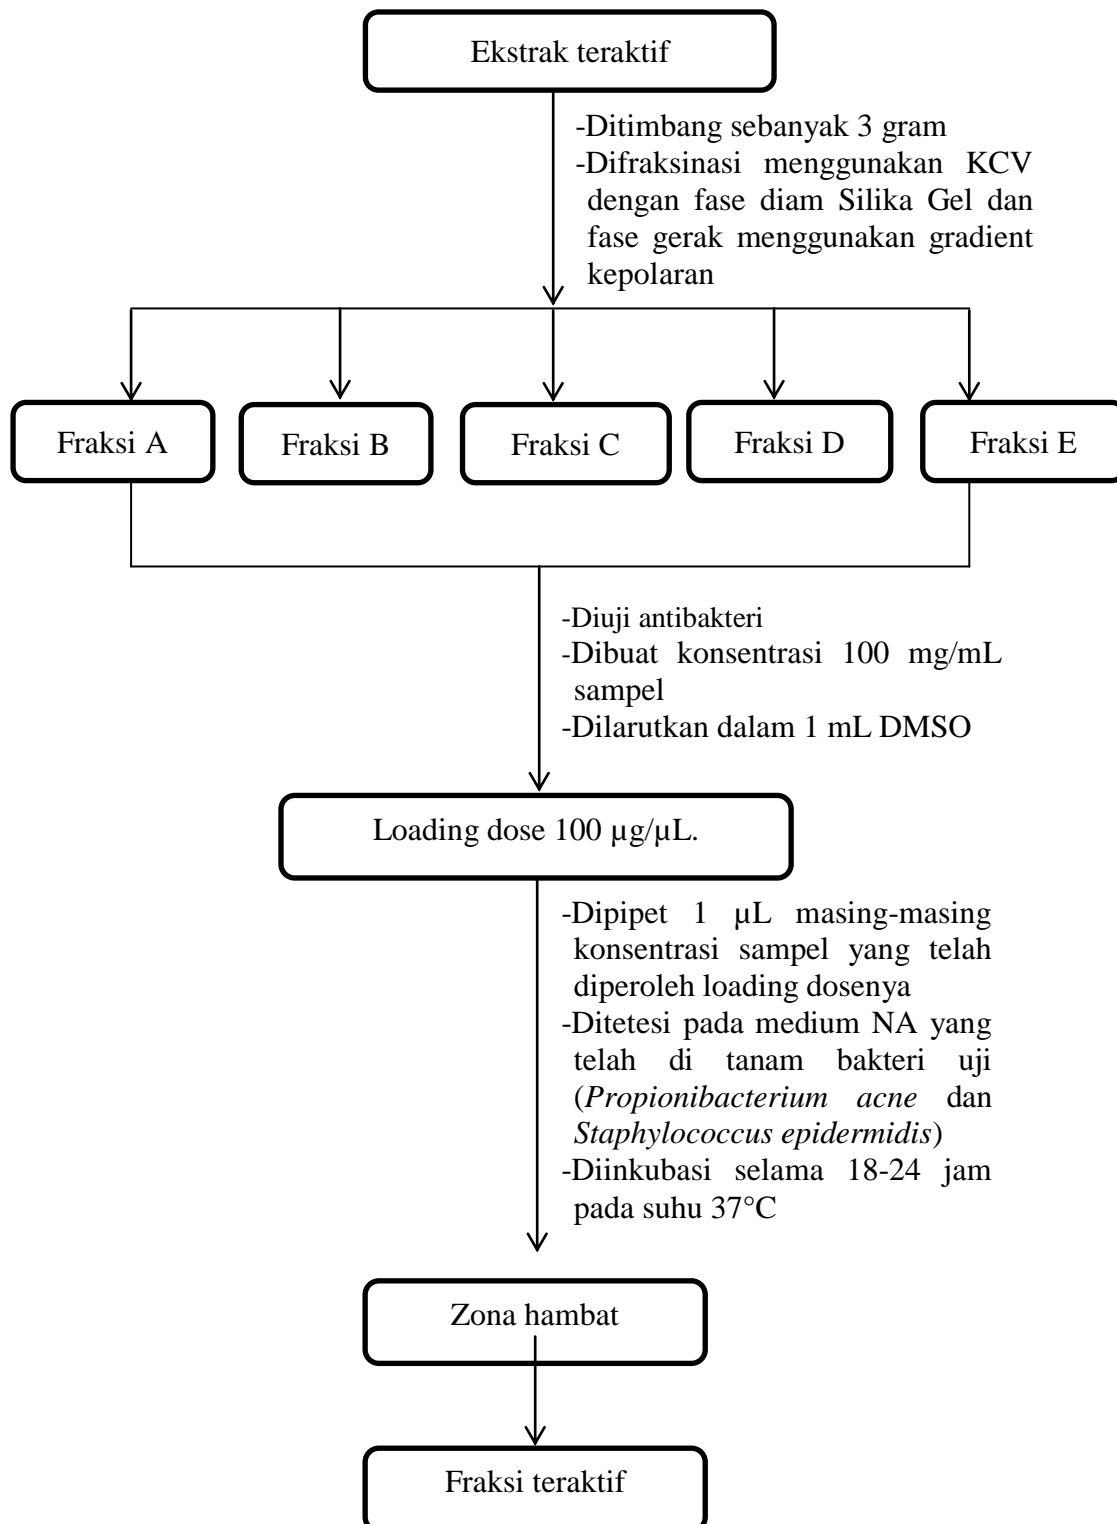 Ekstrak teraktif
-Ditimbang sebanyak 3 gram
-Difraksinasi menggunakan KCV
dengan fase diam Silika Gel dan
fase gerak menggunakan gradient
kepolaran
Fraksi A
Fraksi B
Fraksi C
Fraksi D
Fraksi E
-Diuji antibakteri
-Dibuat konsentrasi 100 mg/mL
sampel
-Dilarutkan dalam 1 mL DMSO
Loading dose 100 µg/µL.
-Dipipet 1 µL masing-masing
konsentrasi sampel yang telah
diperoleh loading dosenya
-Ditetesi pada medium NA yang
telah di tanam bakteri uji
(Propionibacterium acne dan
Staphylococcus epidermidis)
-Diinkubasi selama 18-24 jam
pada suhu 37°C
Zona hambat
Fraksi teraktif